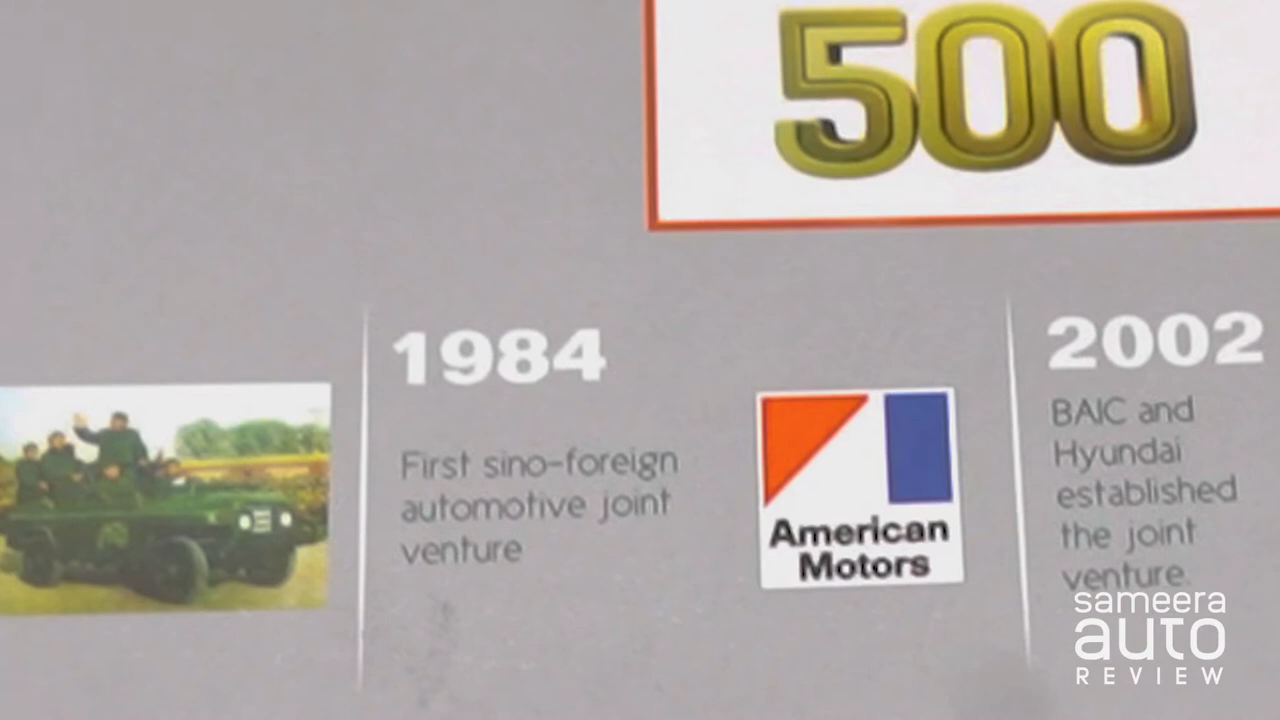 500
1984
First sino-foreign
automotive joint
venture
American
Motors
2002
BAIC and
Hyundai
established
the joint
venture.
sameera
auto
REVIEW